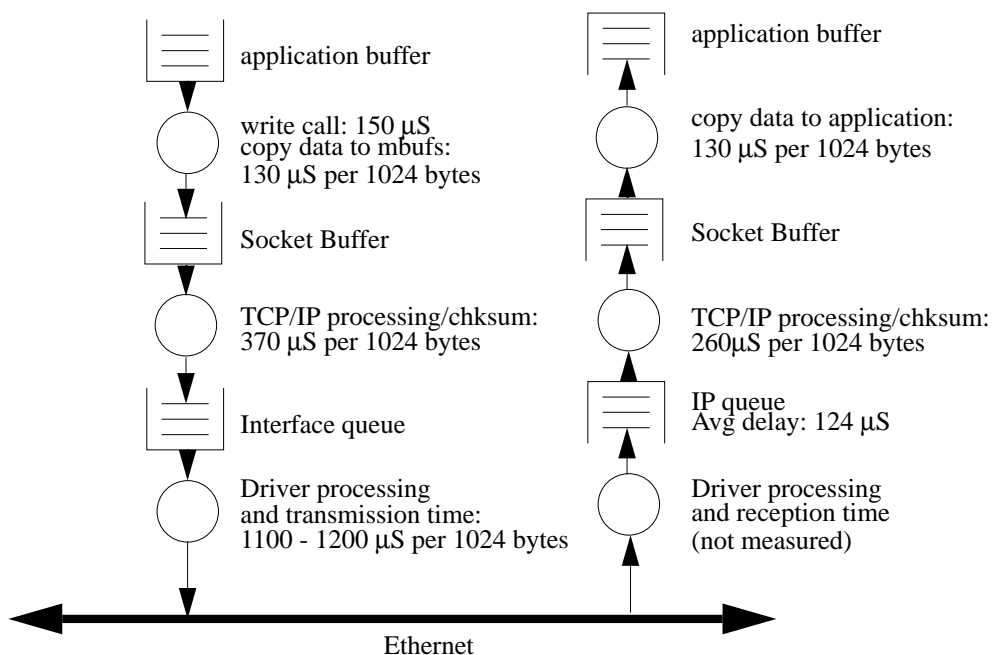 application buffer
write call: 150 μS
copy data to mbufs:
130 μS per 1024 bytes
Socket Buffer
TCP/IP processing/chksum:
370 μS per 1024 bytes
Interface queue
Driver processing
and transmission time:
1100 - 1200 μS per 1024 bytes
application buffer
copy data to application:
130 μS per 1024 bytes
Socket Buffer
TCP/IP processing/chksum:
260μS per 1024 bytes
IP queue
Avg delay: 124 μS
Driver processing
and reception time
(not measured)
Ethernet